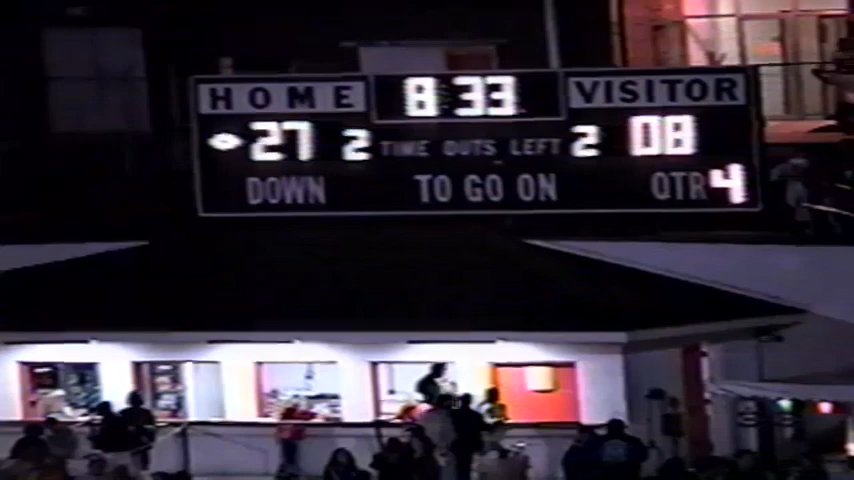 HOME 8 33 VISITOR
27 2 TIME OUTS LEFT 2 08
DOWN TO GO ON QTR 4